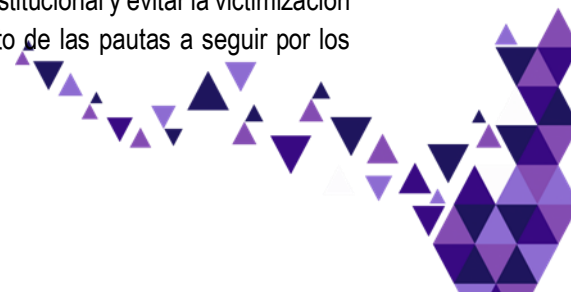 stitucional y evitar la victimización
to de las pautas a seguir por los